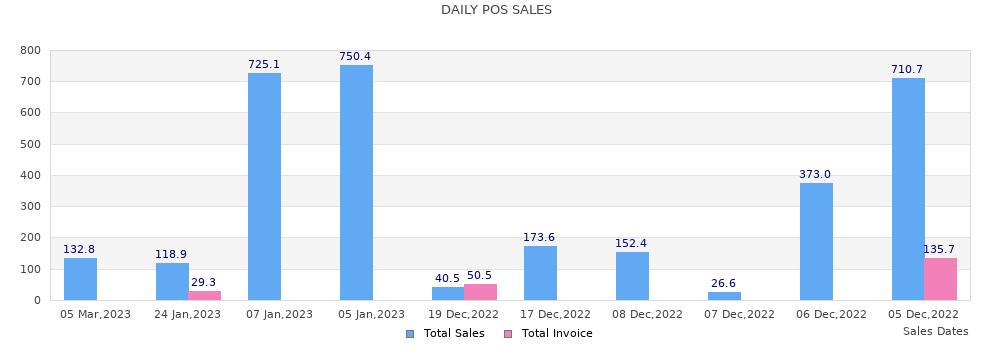 DAILY POS SALES
800
700
600
500
400
300
200
100
0
132.8
118.9
29.3
725.1
750.4
40.5
50.5
173.6
152.4
26.6
373.0
710.7
135.7
05 Mar,2023
24 Jan,2023
07 Jan,2023
05 Jan,2023
19 Dec,2022
17 Dec,2022
08 Dec,2022
07 Dec,2022
06 Dec,2022
05 Dec,2022
Sales Dates
Total Sales
Total Invoice